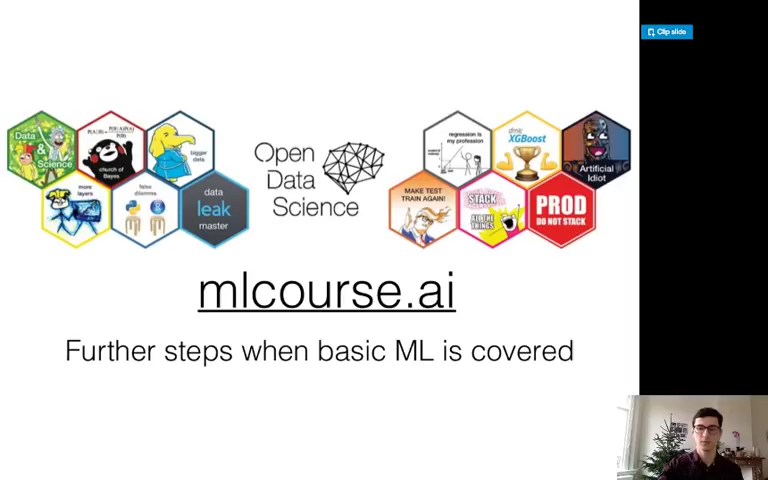 Clip slide
Data
&
Science
church of
Bayes
bigger
data
more
layers
false
dilemma
data
leak
master
Open
Data
Science
regression is
my profession
dmlc
XGBoost
Artificial
Idiot
MAKE TEST
TRAIN AGAIN!
STACK
ALL THE
THINGS
PROD
DO NOT STACK
mlcourse.ai
Further steps when basic ML is covered